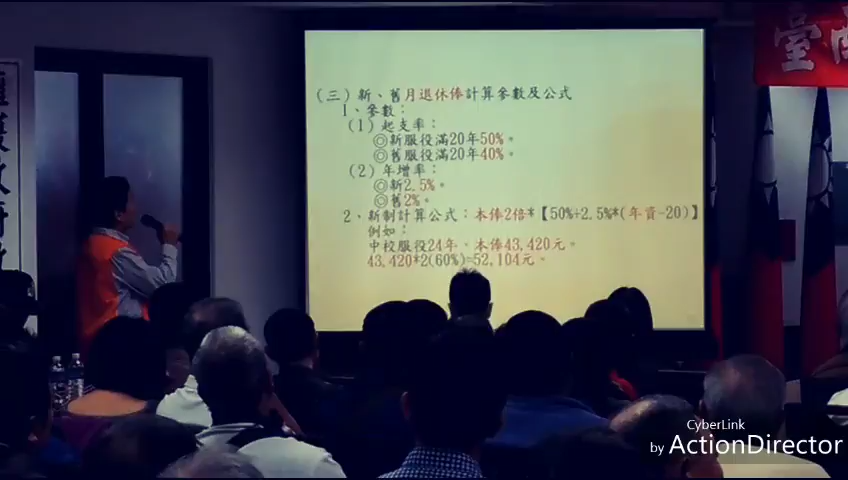 (三)新、舊月退休俸計算參數及公式
1、參數：
(1)起支率：
◎新服役滿20年50%。
◎舊服役滿20年40%。
(2)年增率：
◎新2.5%。
◎舊2%。
2、新制計算公式：本俸2倍*【50%+2.5%*(年資-20)】
例如：
中校服役24年、本俸43,420元。
43,420*2(60%)=52,104元。
臺南
CyberLink
by ActionDirector